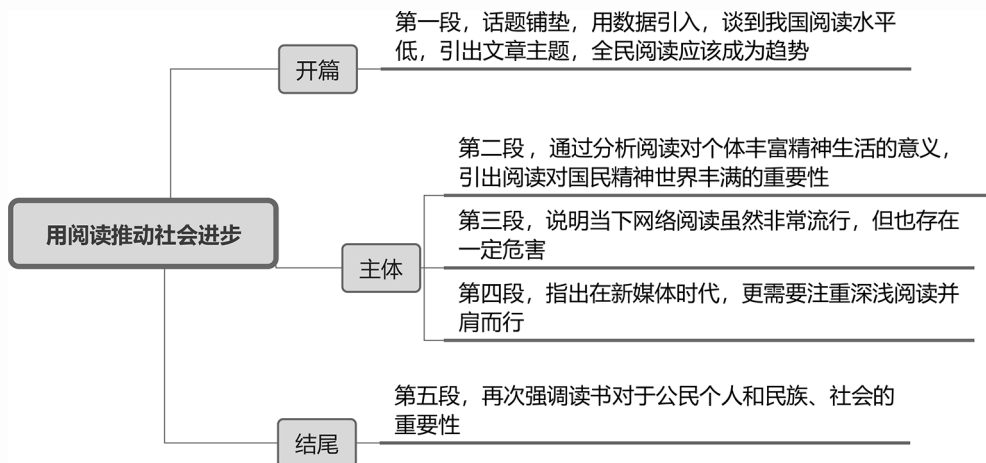 第一段，话题铺垫，用数据引入，谈到我国阅读水平
低，引出文章主题，全民阅读应该成为趋势
开篇
第二段，通过分析阅读对个体丰富精神生活的意义，
引出阅读对国民精神世界丰满的重要性
第三段，说明当下网络阅读虽然非常流行，但也存在
一定危害
用阅读推动社会进步
主体
第四段，指出在新媒体时代，更需要注重深浅阅读并
肩而行
第五段，再次强调读书对于公民个人和民族、社会的
重要性
结尾